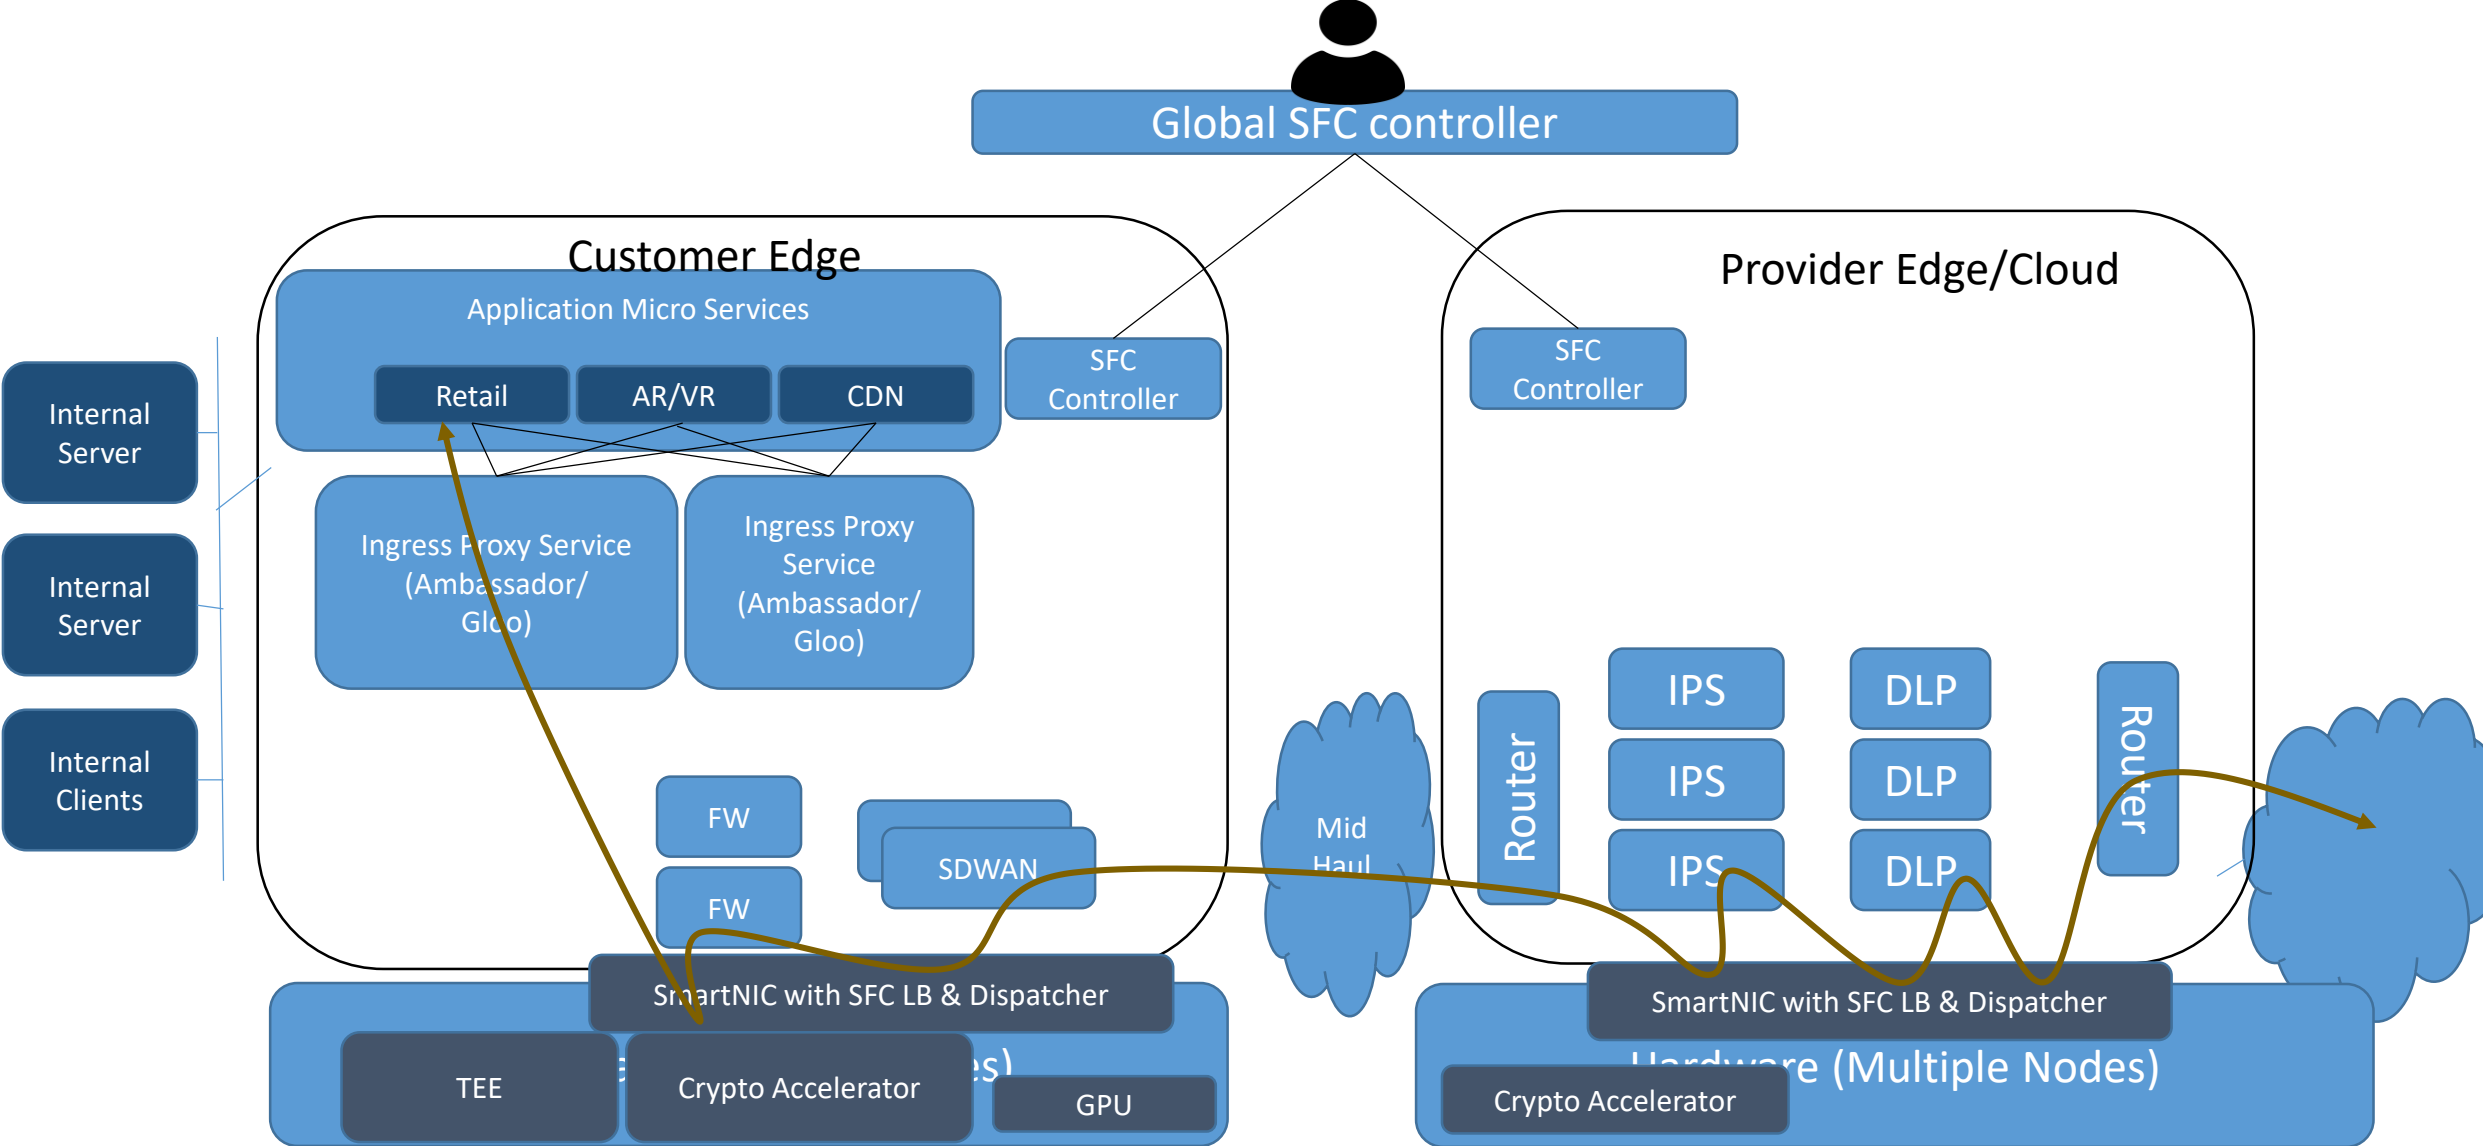 Global SFC controller
Customer Edge
Provider Edge/Cloud
Application Micro Services
Retail
AR/VR
CDN
SFC
Controller
SFC
Controller
Internal
Server
Internal
Server
Internal
Clients
Ingress Proxy Service
(Ambassador/
Gloo)
Ingress Proxy
Service
(Ambassador/
Gloo)
FW
FW
SDWAN
Mid
Haul
Router
IPS
IPS
IPS
DLP
DLP
DLP
Router
SmartNIC with SFC LB & Dispatcher
TEE
Crypto Accelerator
GPU
SmartNIC with SFC LB & Dispatcher
Hardware (Multiple Nodes)
Crypto Accelerator